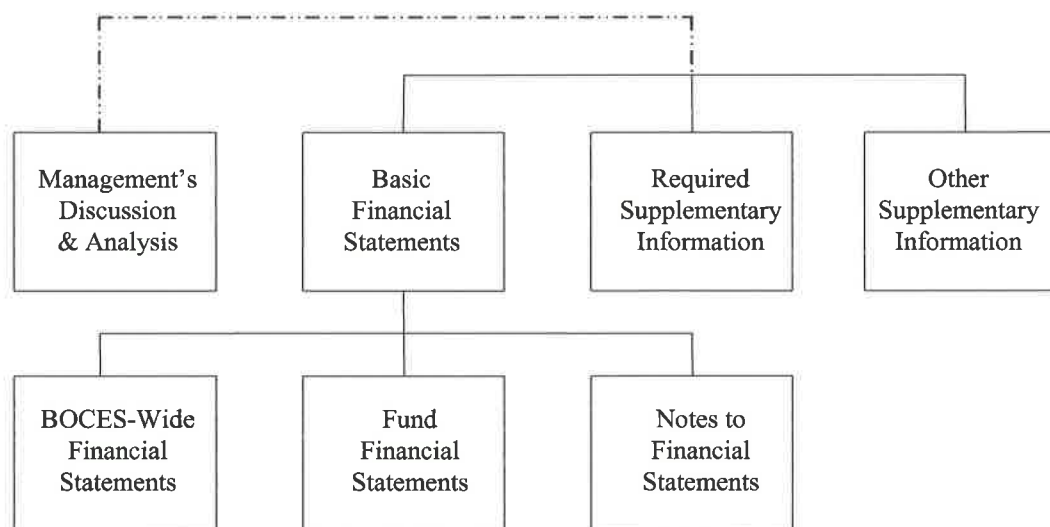 Management’s
Discussion
& Analysis
Basic
Financial
Statements
Required
Supplementary
Information
Other
Supplementary
Information
BOCES-Wide
Financial
Statements
Fund
Financial
Statements
Notes to
Financial
Statements